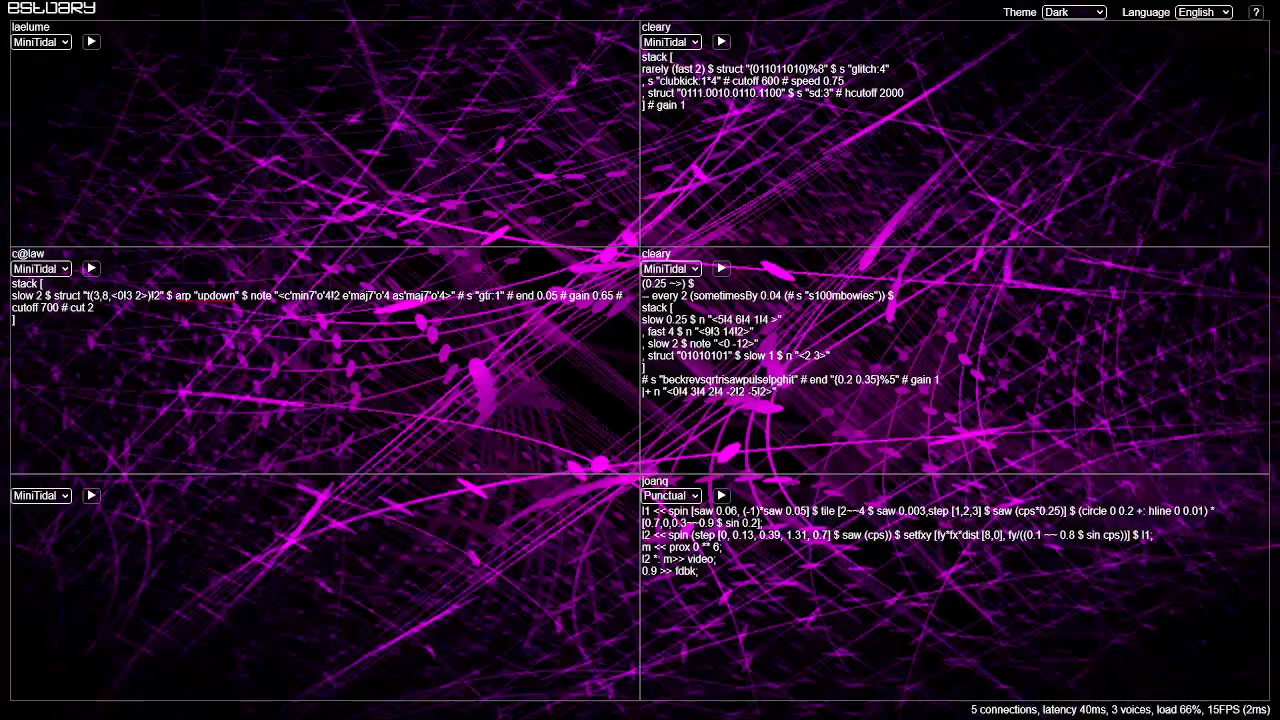 estuary
Theme Dark Language English ?
laelume
MiniTidal
cleary
MiniTidal
stack [
rarely (fast 2) $ struct "{011011010}%8" $ s "glitch:4"
, s "clubkick:1*4" # cutoff 600 # speed 0.75
, struct "0111.0010.0110.1100" $ s "sd:3" # hcutoff 2000
] # gain 1
c@law
MiniTidal
stack [
slow 2 $ struct "t(3,8,<0!3 2>)!2" $ arp "updown" $ note "<c'min7'o'4!2 e'maj7'o'4 as'maj7'o'4>" # s "gtr:1" # end 0.05 # gain 0.65 #
cutoff 700 # cut 2
]
cleary
MiniTidal
(0.25 ~>) $
-- every 2 (sometimesBy 0.04 (# s "s100mbowies")) $
stack [
slow 0.25 $ n "<5!4 6!4 1!4 >"
, fast 4 $ n "<9!3 14!2>"
, slow 2 $ note "<0 -12>"
, struct "01010101" $ slow 1 $ n "<2 3>"
]
# s "beckrevsqrtrisawpulselpghit" # end "{0.2 0.35}%5" # gain 1
|+ n "<0!4 3!4 2!4 -2!2 -5!2>"
MiniTidal
joanq
Punctual
l1 << spin [saw 0.06, (-1)*saw 0.05] $ tile [2~~4 $ saw 0.003,step [1,2,3] $ saw (cps*0.25)] $ (circle 0 0.2 +: hline 0 0.01) *
[0.7,0,0.3~~0.9 $ sin 0.2];
l2 << spin (step [0, 0.13, 0.39, 1.31, 0.7] $ saw (cps)) $ setfxy [fy*fx*dist [8,0], fy/((0.1 ~~ 0.8 $ sin cps))] $ l1;
m << prox 0 ** 6;
l2 *: m>> video;
0.9 >> fdbk;
5 connections, latency 40ms, 3 voices, load 66%, 15FPS (2ms)